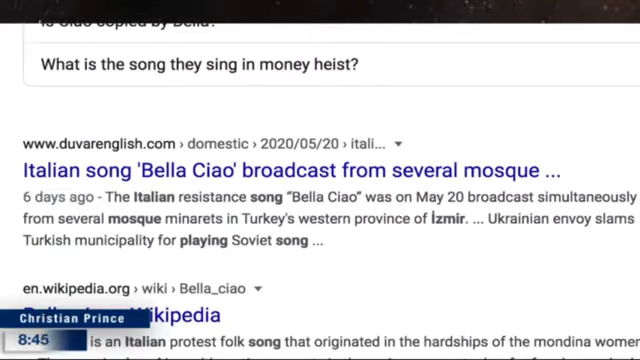 What is the song they sing in money heist?
www.duvarenglish.com › domestic › 2020/05/20 › itali...
Italian song 'Bella Ciao' broadcast from several mosque ...
6 days ago - The Italian resistance song “Bella Ciao” was on May 20 broadcast simultaneously
from several mosque minarets in Turkey's western province of İzmir. ... Ukrainian envoy slams
Turkish municipality for playing Soviet song ...
en.wikipedia.org › wiki › Bella_ciao
Wikipedia
Christian Prince
8:45
is an Italian protest folk song that originated in the hardships of the mondina women